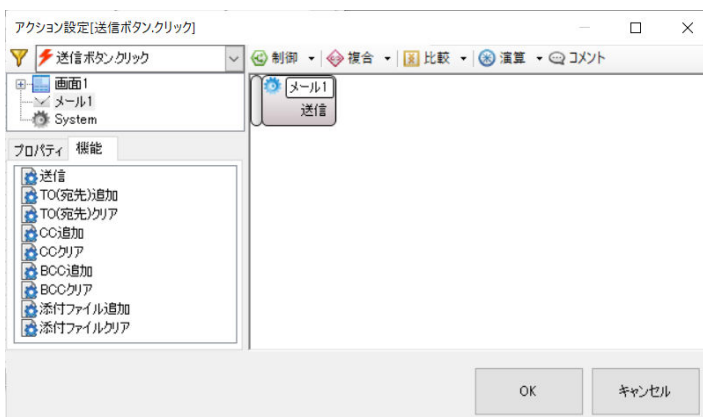 アクション設定[送信ボタン.クリック]
送信ボタン.クリック 制御 複合 比較 演算 コメント
画面1
メール1
System
メール1
送信
プロパティ 機能
送信
TO(宛先)追加
TO(宛先)クリア
CC追加
CCクリア
BCC追加
BCCクリア
添付ファイル追加
添付ファイルクリア
OK キャンセル